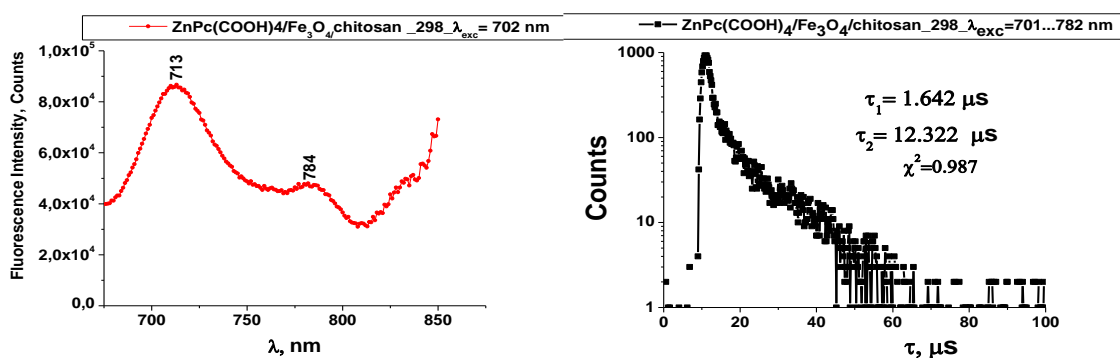 ZnPc(COOH)4/Fe3O4/chitosan _298_λexc= 702 nm
Fluorescence Intensity, Counts
1,0x10^5
8,0x10^4
6,0x10^4
4,0x10^4
2,0x10^4
0,0
713
784
700 750 800 850
λ, nm
ZnPc(COOH)4/Fe3O4/chitosan_298_λexc=701...782 nm
Counts
1000
100
10
1
τ1= 1.642 μs
τ2= 12.322 μs
χ²=0.987
0 20 40 60 80 100
τ, μs